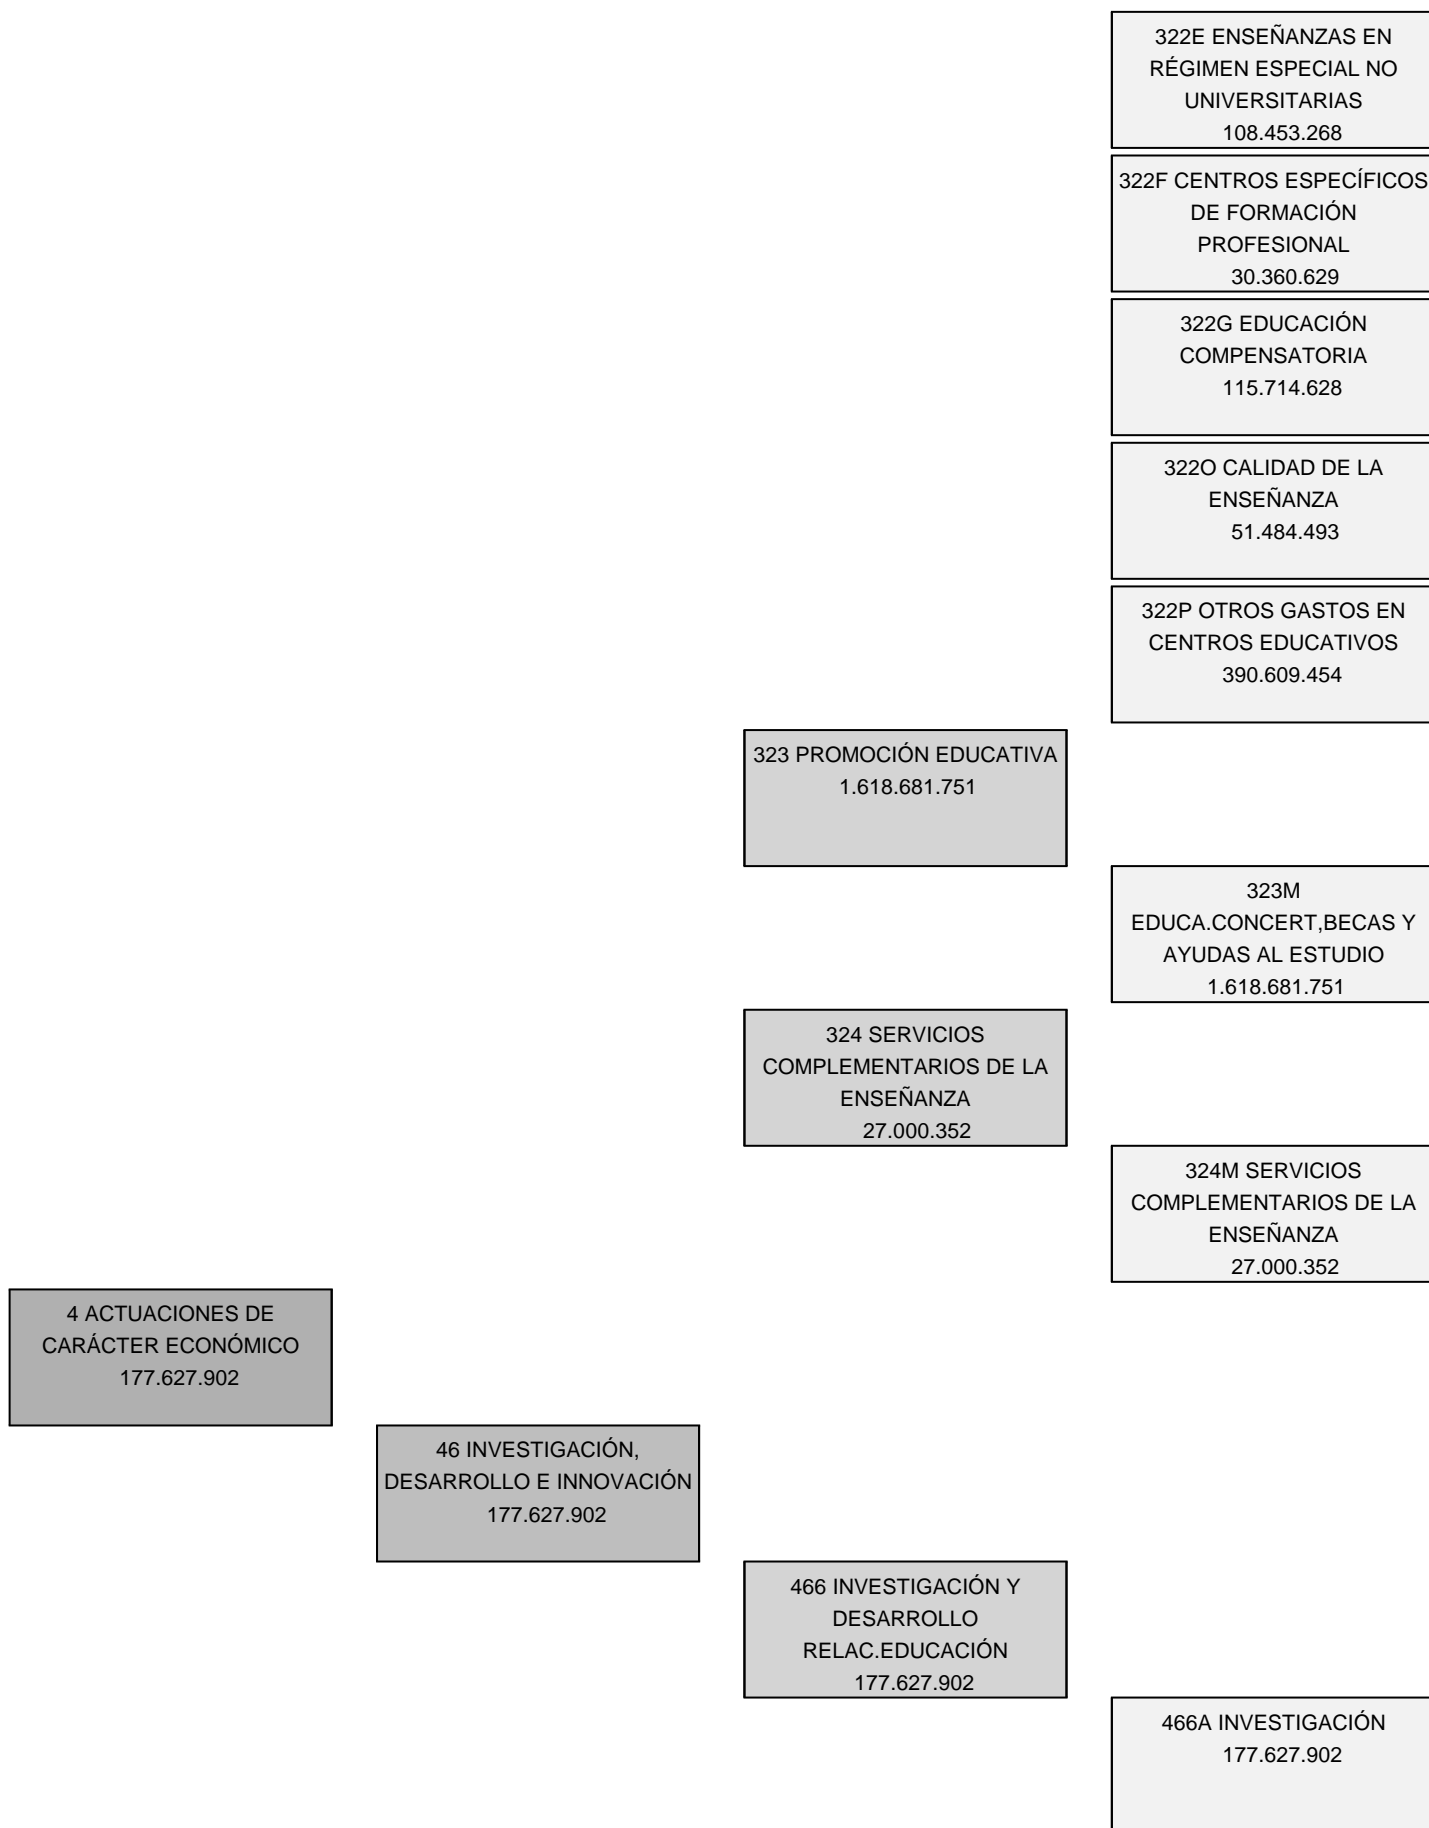 322E ENSEÑANZAS EN
RÉGIMEN ESPECIAL NO
UNIVERSITARIAS
108.453.268
322F CENTROS ESPECÍFICOS
DE FORMACIÓN
PROFESIONAL
30.360.629
322G EDUCACIÓN
COMPENSATORIA
115.714.628
322O CALIDAD DE LA
ENSEÑANZA
51.484.493
322P OTROS GASTOS EN
CENTROS EDUCATIVOS
390.609.454
323 PROMOCIÓN EDUCATIVA
1.618.681.751
323M
EDUCA.CONCERT,BECAS Y
AYUDAS AL ESTUDIO
1.618.681.751
324 SERVICIOS
COMPLEMENTARIOS DE LA
ENSEÑANZA
27.000.352
324M SERVICIOS
COMPLEMENTARIOS DE LA
ENSEÑANZA
27.000.352
4 ACTUACIONES DE
CARÁCTER ECONÓMICO
177.627.902
46 INVESTIGACIÓN,
DESARROLLO E INNOVACIÓN
177.627.902
466 INVESTIGACIÓN Y
DESARROLLO
RELAC.EDUCACIÓN
177.627.902
466A INVESTIGACIÓN
177.627.902